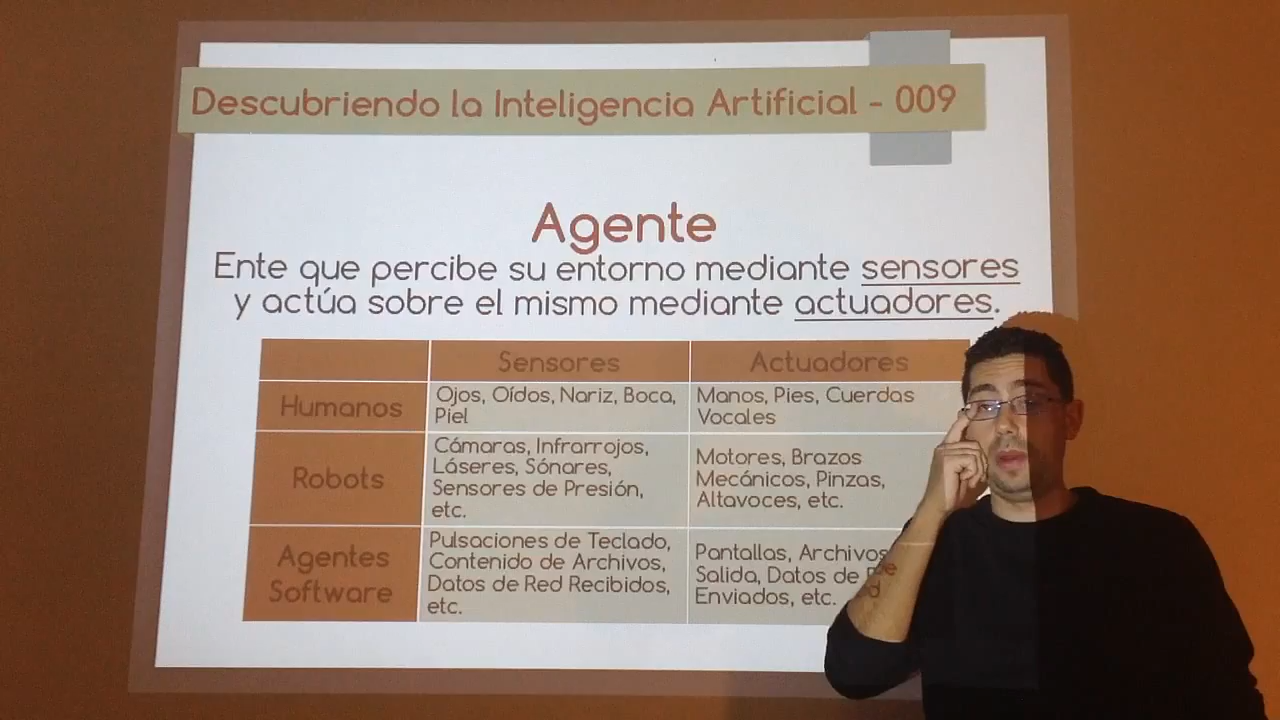 Descubriendo la Inteligencia Artificial - 009
Agente
Ente que percibe su entorno mediante sensores
y actúa sobre el mismo mediante actuadores.
Sensores
Actuadores
Humanos
Ojos, Oídos, Nariz, Boca,
Piel
Manos, Pies, Cuerdas
Vocales
Robots
Cámaras, Infrarrojos,
Láseres, Sónares,
Sensores de Presión,
etc.
Motores, Brazos
Mecánicos, Pinzas,
Altavoces, etc.
Agentes
Software
Pulsaciones de Teclado,
Contenido de Archivos,
Datos de Red Recibidos,
etc.
Pantallas, Archivos de
Salida, Datos de Red
Enviados, etc.